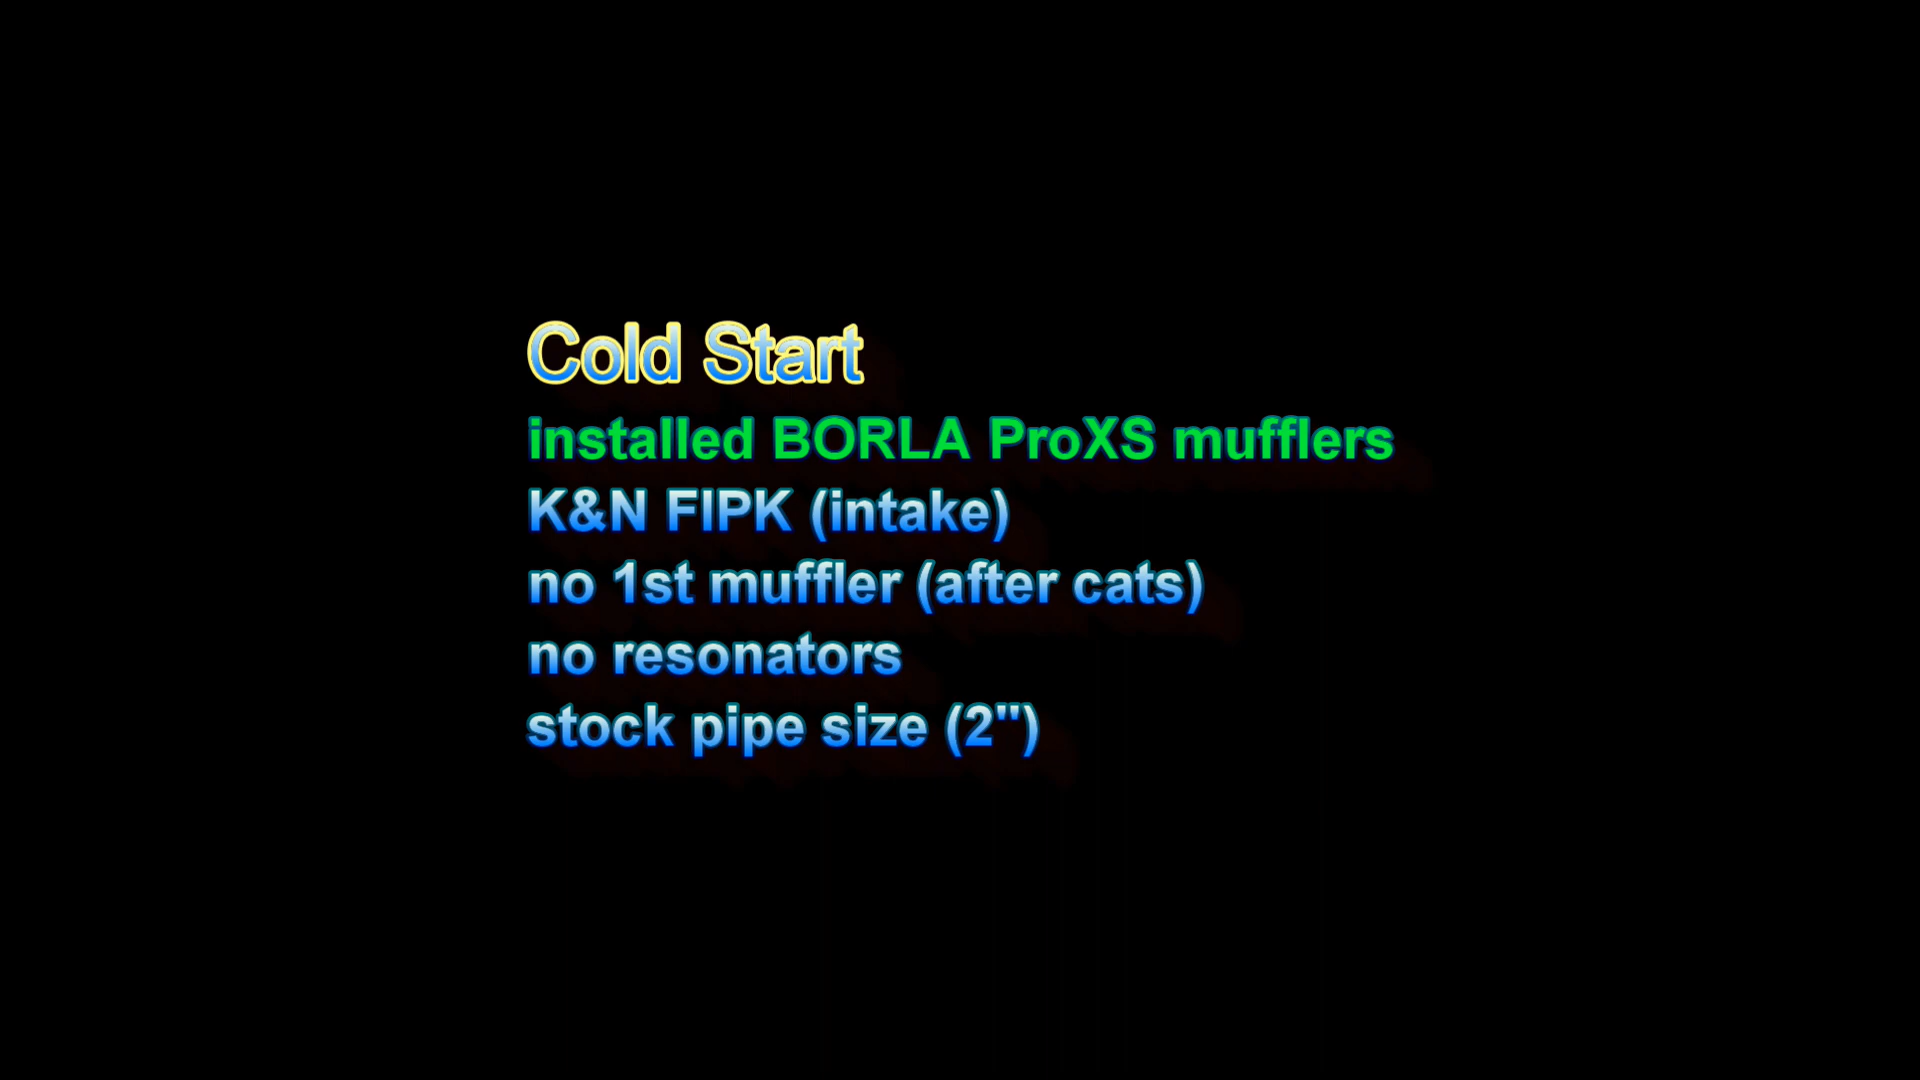 Cold Start
installed BORLA ProXS mufflers
K&N FIPK (intake)
no 1st muffler (after cats)
no resonators
stock pipe size (2")